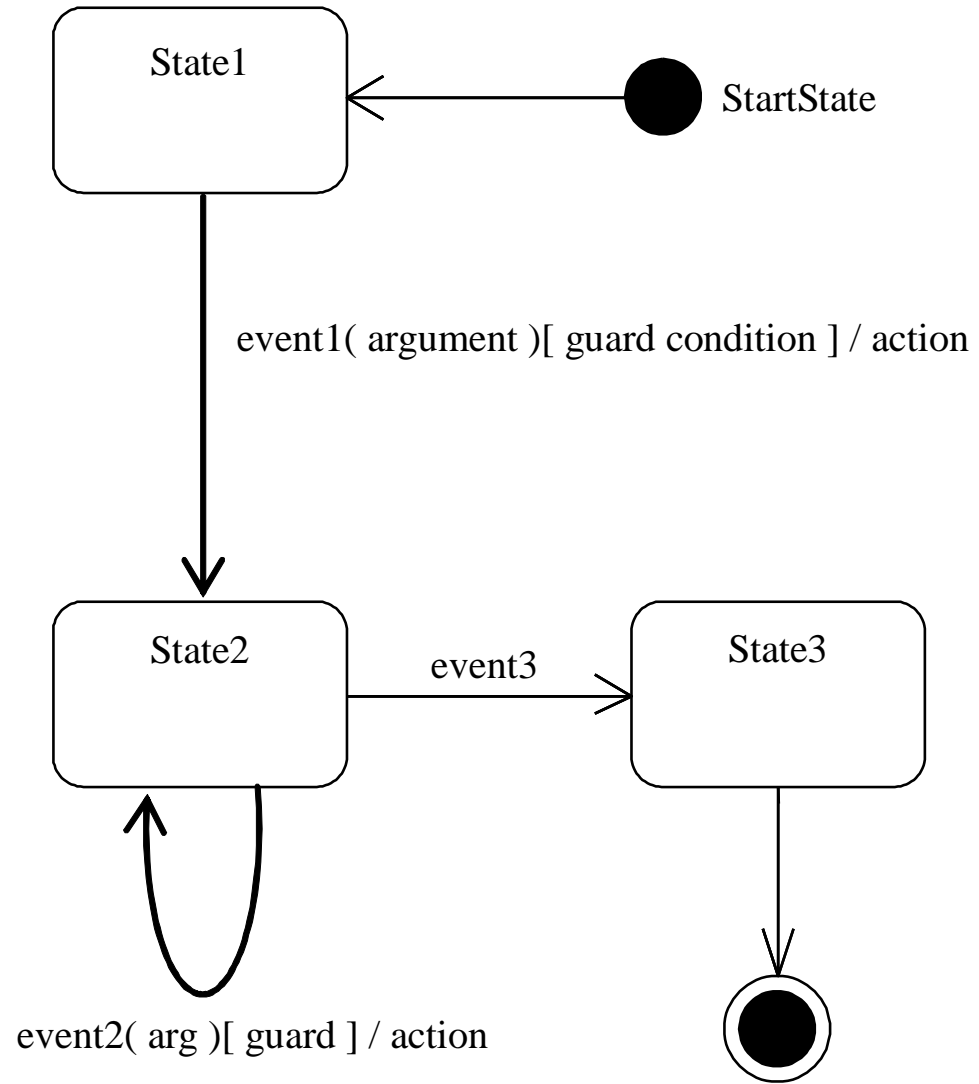 State1
StartState
event1( argument )[ guard condition ] / action
State2
event3
State3
event2( arg )[ guard ] / action